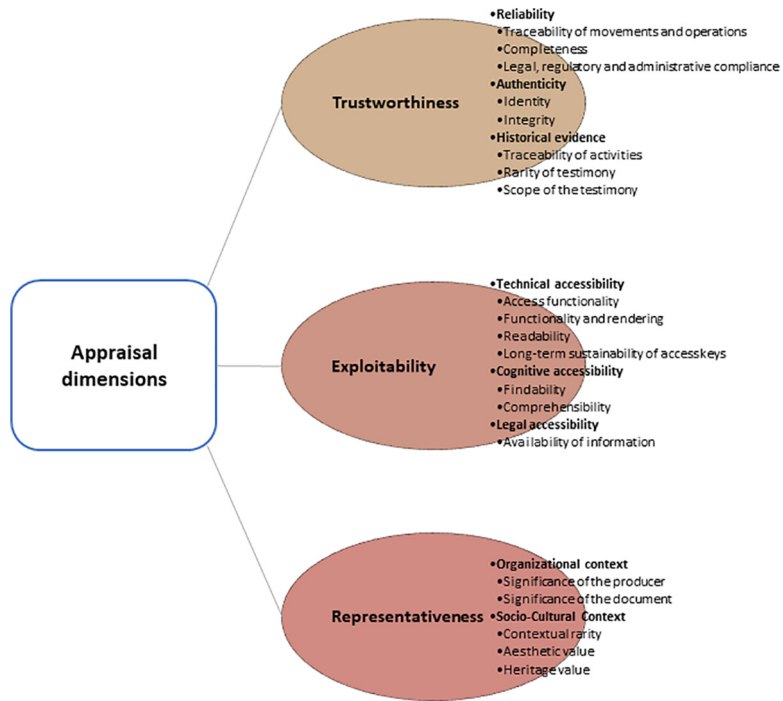 Appraisal
dimensions
Trustworthiness
•Reliability
•Traceability of movements and operations
•Completeness
•Legal, regulatory and administrative compliance
•Authenticity
•Identity
•Integrity
•Historical evidence
•Traceability of activities
•Rarity of testimony
•Scope of the testimony
Exploitability
•Technical accessibility
•Access functionality
•Functionality and rendering
•Readability
•Long-term sustainability of accesskeys
•Cognitive accessibility
•Findability
•Comprehensibility
•Legal accessibility
•Availability of information
Representativeness
•Organizational context
•Significance of the producer
•Significance of the document
•Socio-Cultural Context
•Contextual rarity
•Aesthetic value
•Heritage value